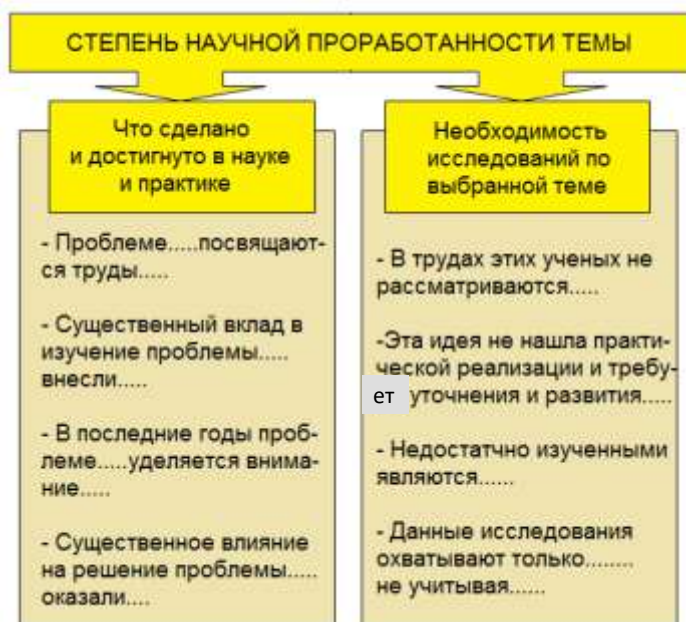 СТЕПЕНЬ НАУЧНОЙ ПРОРАБОТАННОСТИ ТЕМЫ
Что сделано
и достигнуто в науке
и практике
- Проблеме.....посвящают-
ся труды.....
- Существенный вклад в
изучение проблемы.....
внесли.....
- В последние годы проб-
леме.....уделяется внима-
ние.....
- Существенное влияние
на решение проблемы.....
оказали....
Необходимость
исследований по
выбранной теме
- В трудах этих ученых не
рассматриваются.....
-Эта идея не нашла практи-
ческой реализации и требу-
ет уточнения и развития.....
- Недостатчно изученными
являются......
- Данные исследования
охватывают только........
не учитывая......